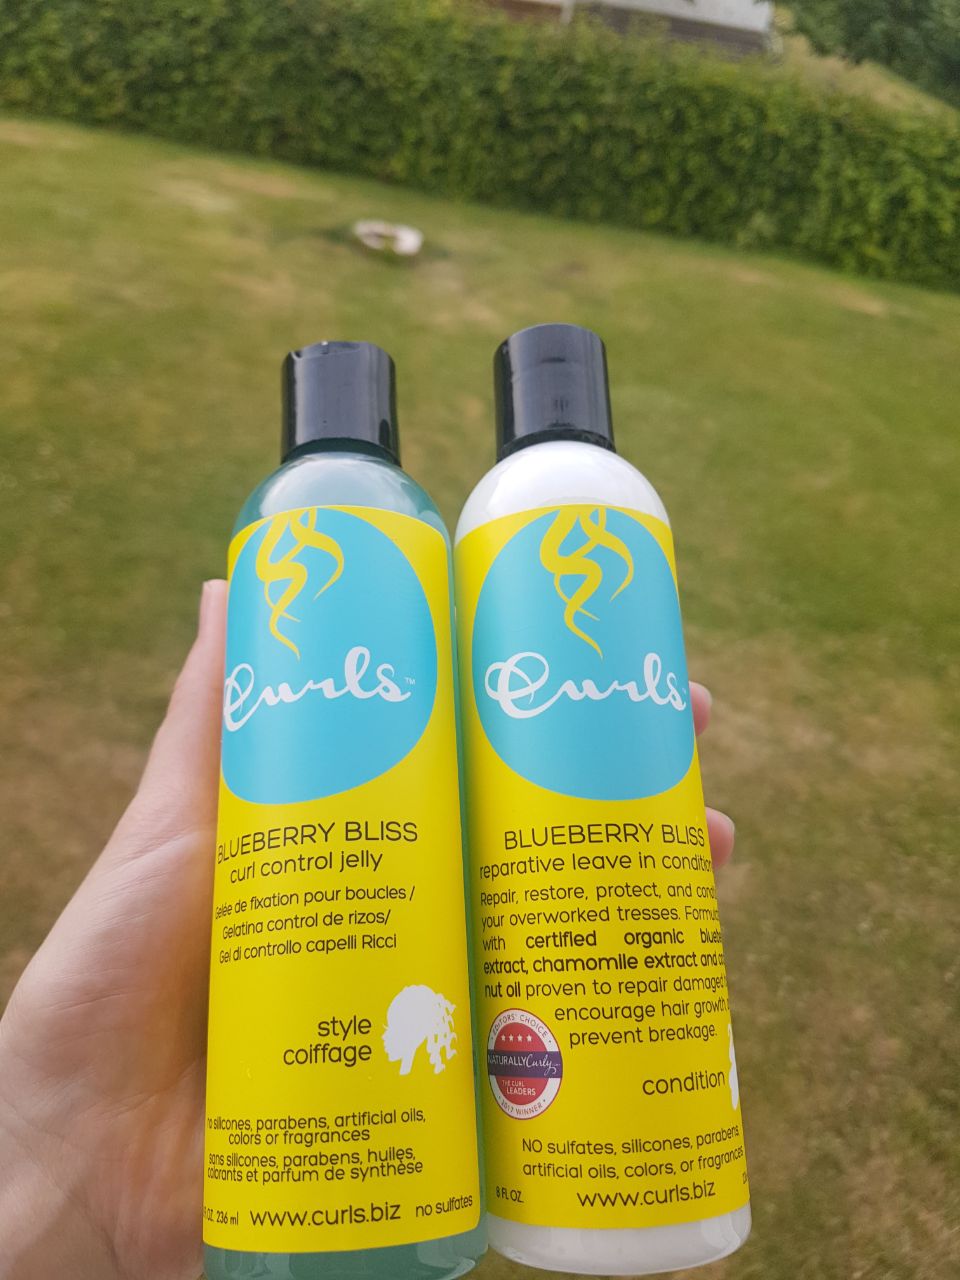 Curls™
BLUEBERRY BLISS
curl control jelly
Gelée de fixation pour boucles /
Gelatina control de rizos/
Gel di controllo capelli Ricci
style
coiffage
no silicones, parabens, artificial oils,
colors or fragrances
sans silicones, parabens, huiles,
colorants et parfum de synthèse
OZ. 236 ml www.curls.biz no sulfates
Curls
BLUEBERRY BLISS
reparative leave in
Repair, restore, protect, and
your overworked tresses.
with certified organic
extract, chamomile extract and
nut oil proven to repair damaged
encourage hair growth
prevent breakage.
EDITORS' CHOICE
NATURALLYCurly
THE CURL
LEADERS
2017 WINNER
condition
NO sulfates, silicones, parabens,
artificial oils, colors, or fragrances
8 FL OZ. www.curls.biz